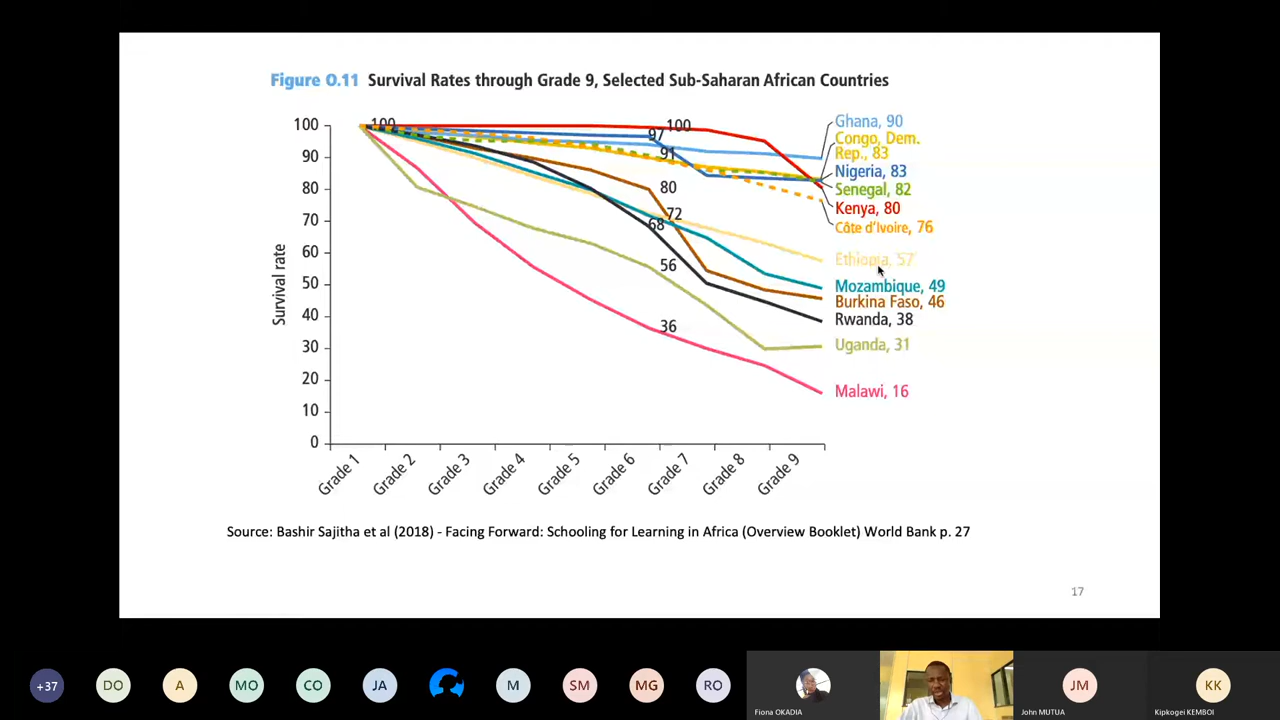 Figure O.11 Survival Rates through Grade 9, Selected Sub-Saharan African Countries
100
90
80
70
60
50
40
30
20
10
0
Survival rate
100
100
97
91
80
72
68
56
36
Ghana, 90
Congo, Dem.
Rep., 83
Nigeria, 83
Senegal, 82
Kenya, 80
Côte d'Ivoire, 76
Ethiopia, 57
Mozambique, 49
Burkina Faso, 46
Rwanda, 38
Uganda, 31
Malawi, 16
Grade 1
Grade 2
Grade 3
Grade 4
Grade 5
Grade 6
Grade 7
Grade 8
Grade 9
Source: Bashir Sajitha et al (2018) - Facing Forward: Schooling for Learning in Africa (Overview Booklet) World Bank p. 27
17
+37
DO
A
MO
CO
JA
M
SM
MG
RO
JM
KK
Fiona OKADIA
John MUTUA
Kipkogei KEMBOI